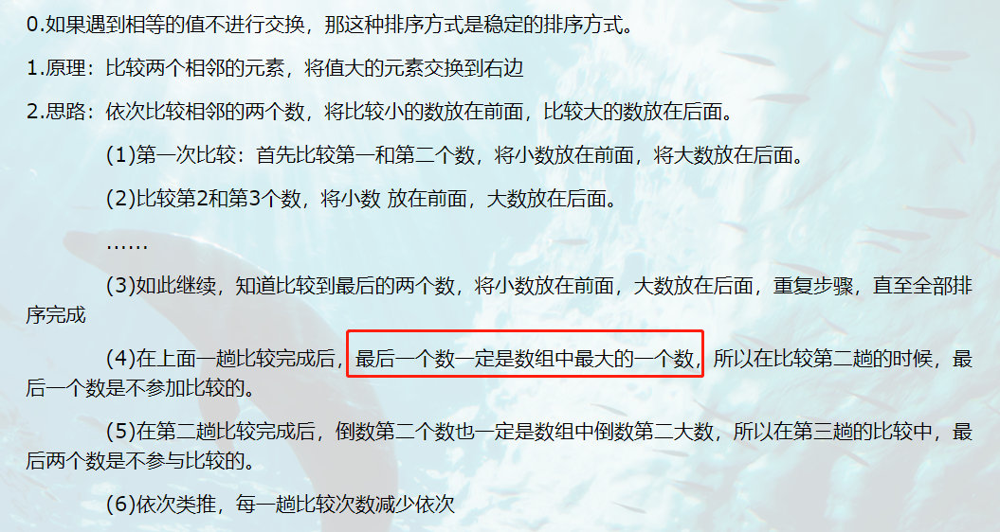 0.如果遇到相等的值不进行交换，那这种排序方式是稳定的排序方式。
1.原理：比较两个相邻的元素，将值大的元素交换到右边
2.思路：依次比较相邻的两个数，将比较小的数放在前面，比较大的数放在后面。
(1)第一次比较：首先比较第一和第二个数，将小数放在前面，将大数放在后面。
(2)比较第2和第3个数，将小数 放在前面，大数放在后面。
……
(3)如此继续，知道比较到最后的两个数，将小数放在前面，大数放在后面，重复步骤，直至全部排
序完成
(4)在上面一趟比较完成后，最后一个数一定是数组中最大的一个数，所以在比较第二趟的时候，最
后一个数是不参加比较的。
(5)在第二趟比较完成后，倒数第二个数也一定是数组中倒数第二大数，所以在第三趟的比较中，最
后两个数是不参与比较的。
(6)依次类推，每一趟比较次数减少依次